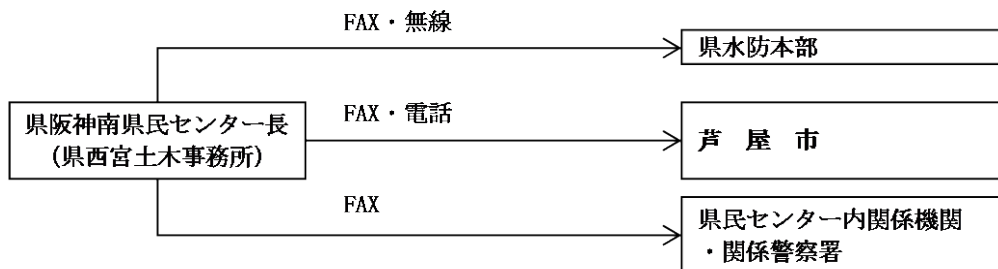 FAX・無線
県水防本部
県阪神南県民センター長
（県西宮土木事務所）
FAX・電話
芦　屋　市
FAX
県民センター内関係機関
・関係警察署